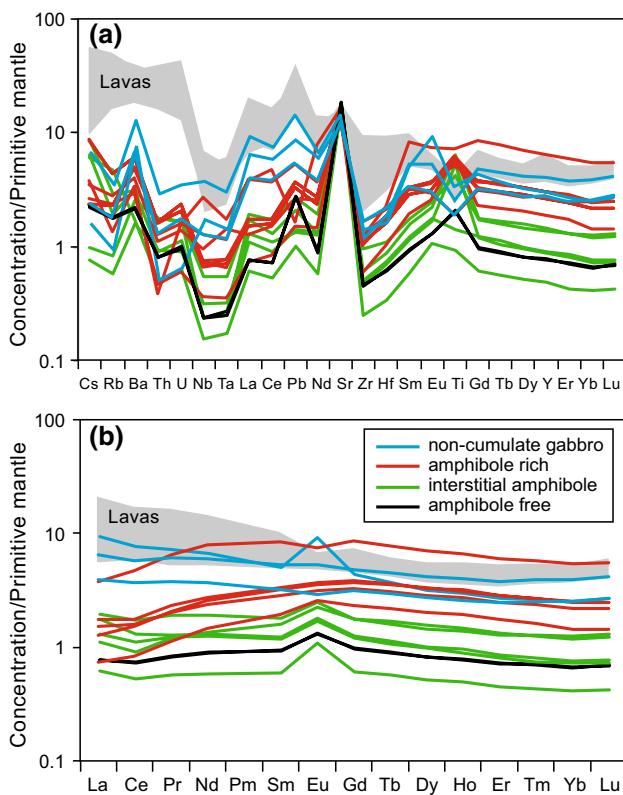 (a)
Concentration/Primitive mantle
100
10
1
0.1
Lavas
Cs Rb Ba Th U Nb Ta La Ce Pb Nd Sr Zr Hf Sm Eu Ti Gd Tb Dy Y Er Yb Lu
(b)
Concentration/Primitive mantle
100
10
1
0.1
non-cumulate gabbro
amphibole rich
interstitial amphibole
amphibole free
Lavas
La Ce Pr Nd Pm Sm Eu Gd Tb Dy Ho Er Tm Yb Lu